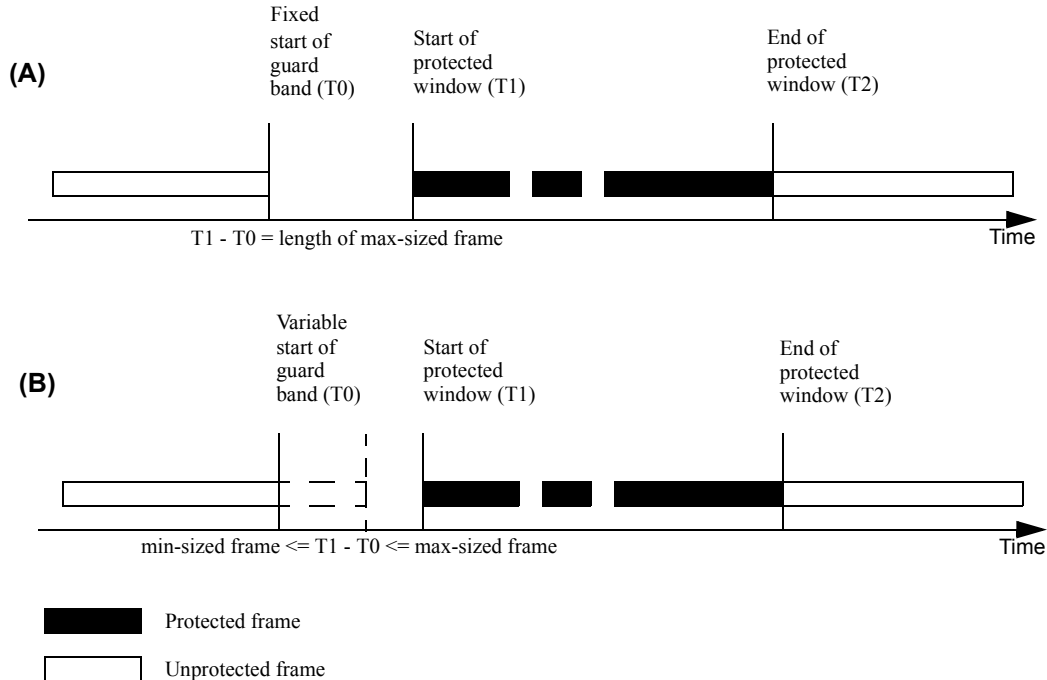 Fixed
start of
guard
band (T0)
Start of
protected
window (T1)
End of
protected
window (T2)
(A)
T1 - T0 = length of max-sized frame
Time
Variable
start of
guard
band (T0)
Start of
protected
window (T1)
End of
protected
window (T2)
(B)
min-sized frame <= T1 - T0 <= max-sized frame
Time
Protected frame
Unprotected frame